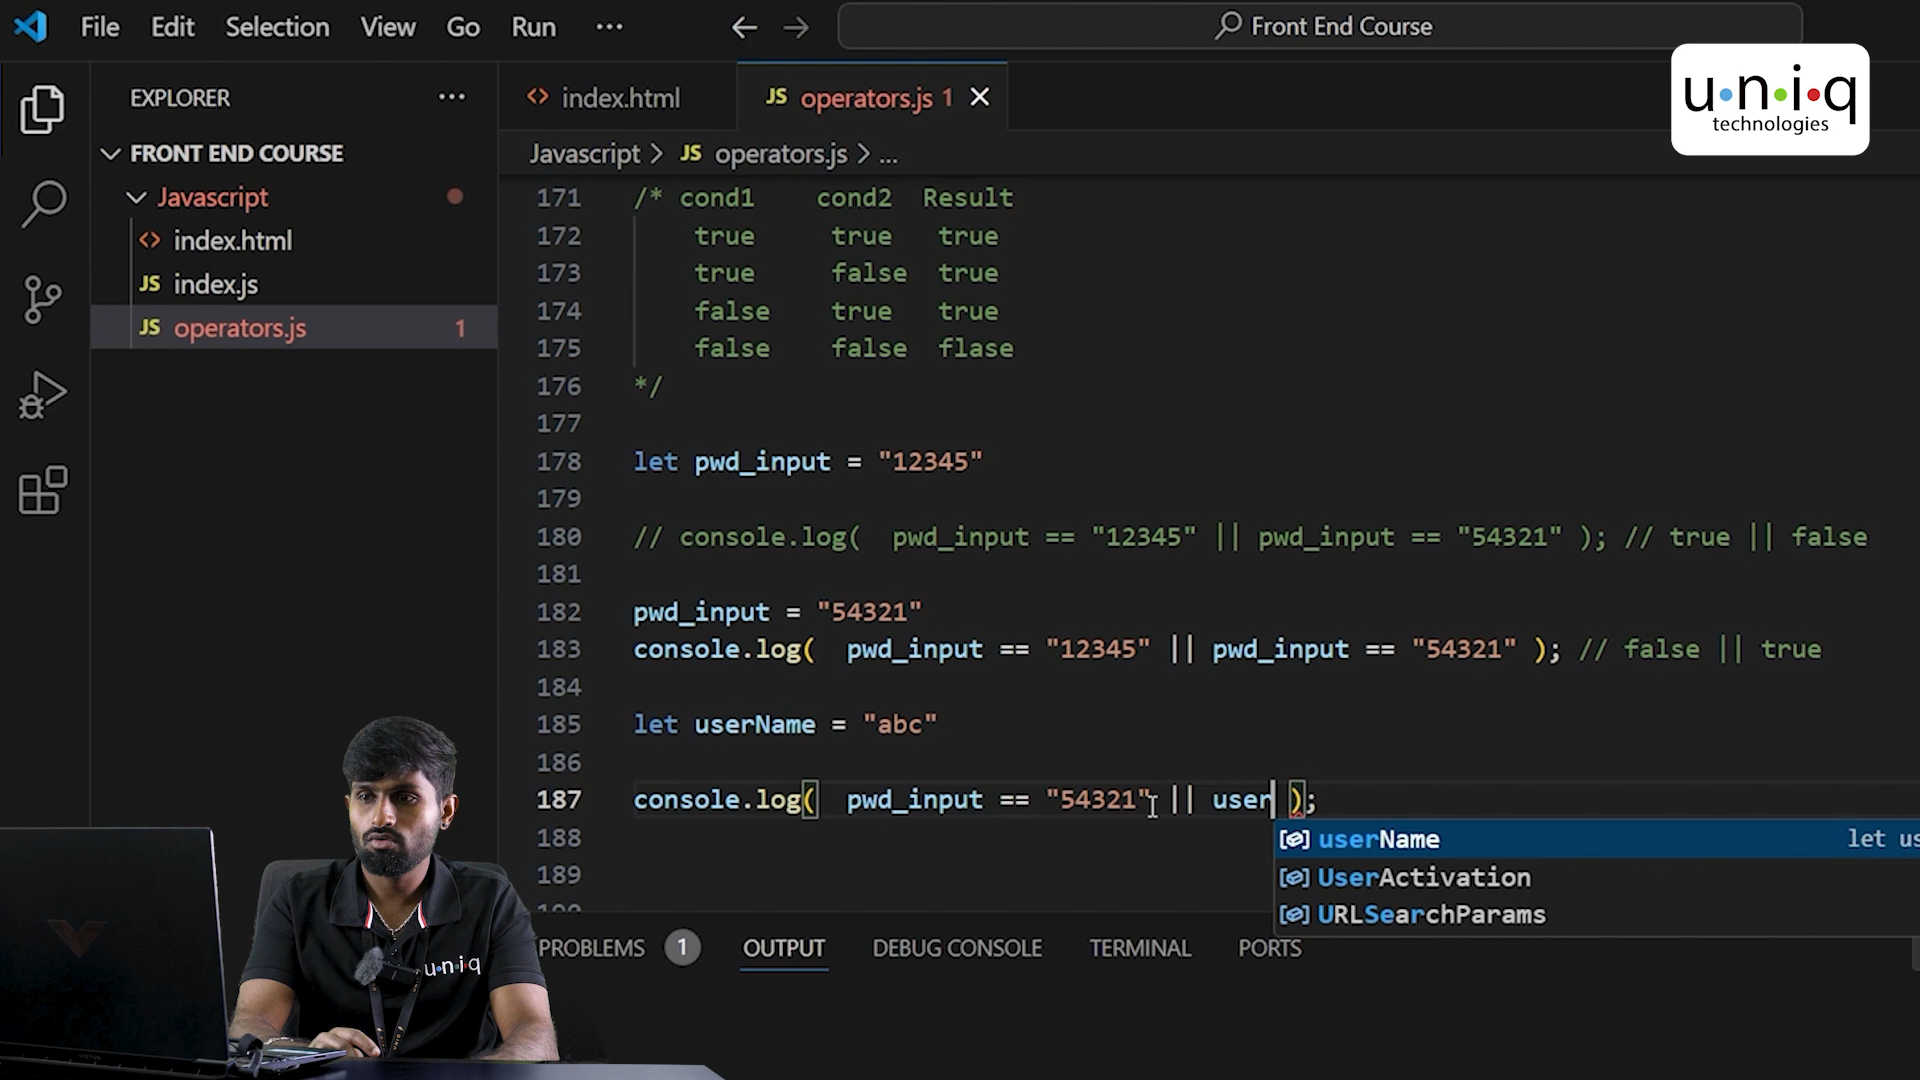 File Edit Selection View Go Run ···
Front End Course
u·n·i·q
technologies
EXPLORER ···
FRONT END COURSE
Javascript
<> index.html
JS index.js
JS operators.js 1
<> index.html
JS operators.js 1
Javascript > JS operators.js > ...
171 /* cond1 cond2 Result
172 true true true
173 true false true
174 false true true
175 false false flase
176 */
177
178 let pwd_input = "12345"
179
180 // console.log(  pwd_input == "12345" || pwd_input == "54321" ); // true || false
181
182 pwd_input = "54321"
183 console.log(  pwd_input == "12345" || pwd_input == "54321" ); // false || true
184
185 let userName = "abc"
186
187 console.log(  pwd_input == "54321" || user );
188
189
userName let us
UserActivation
URLSearchParams
PROBLEMS 1 OUTPUT DEBUG CONSOLE TERMINAL PORTS
u·n·i·q